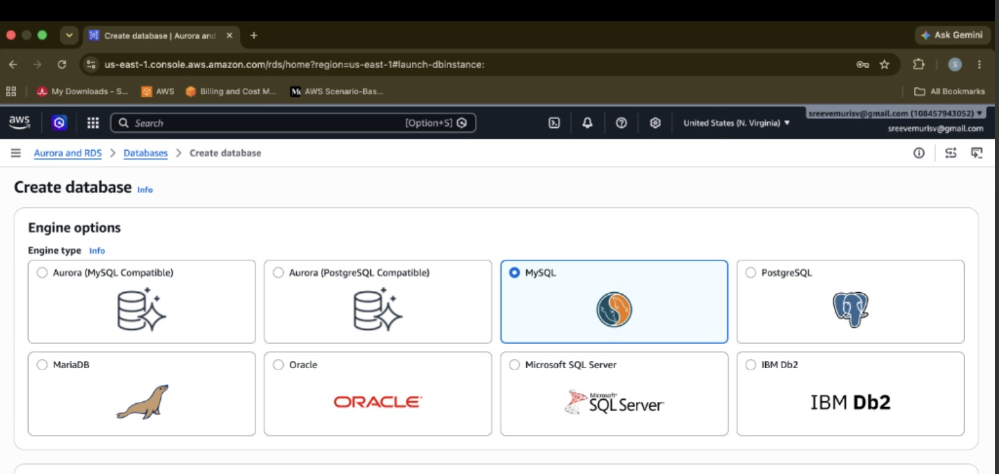 Create database | Aurora and
Ask Gemini
us-east-1.console.aws.amazon.com/rds/home?region=us-east-1#launch-dbinstance:
S
My Downloads - S...
AWS
Billing and Cost M...
M
AWS Scenario-Bas...
All Bookmarks
aws
Search
[Option+S]
United States (N. Virginia)
sreevemurisv@gmail.com (108457943052)
sreevemurisv@gmail.com
Aurora and RDS > Databases > Create database
Create database Info
Engine options
Engine type Info
Aurora (MySQL Compatible)
Aurora (PostgreSQL Compatible)
MySQL
PostgreSQL
MariaDB
Oracle
Microsoft SQL Server
IBM Db2
ORACLE
Microsoft
SQL Server
IBM Db2